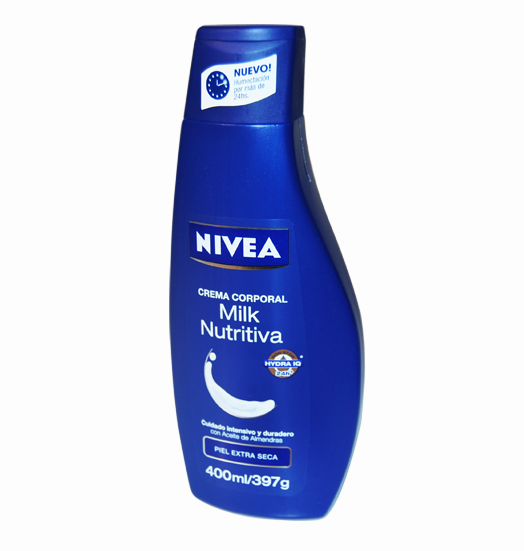 NUEVO!
Humectación
por más de
24hs.
NIVEA
CREMA CORPORAL
Milk
Nutritiva
HYDRA IQ
Cuidado intensivo y duradero
con Aceite de Almendras
PIEL EXTRA SECA
400ml/397g